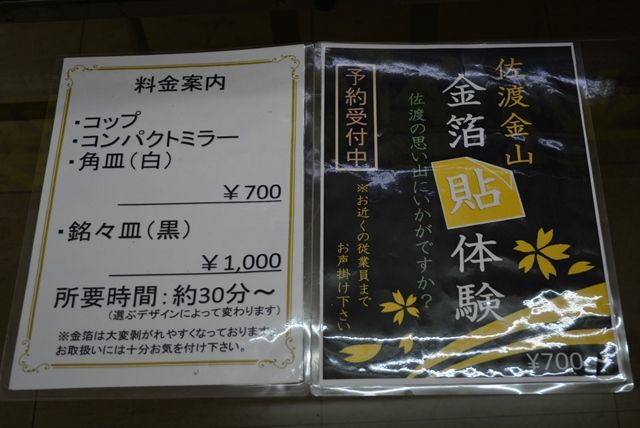 料金案内
・コップ
・コンパクトミラー
・角皿（白）
￥700
・銘々皿（黒）
￥1,000
所要時間：約30分～
（選ぶデザインによって変わります）
※金箔は大変剥がれやすくなっております。
お取扱いには十分お気を付け下さい。
佐渡金山
金箔貼体験
佐渡の思い出にいかがですか？
予約受付中
※お近くの従業員まで
お声掛け下さい
￥700